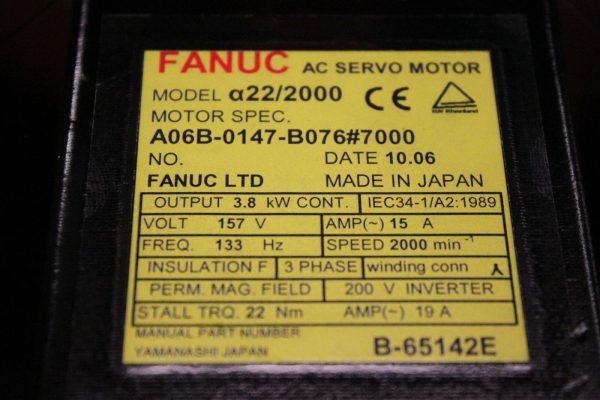 FANUC AC SERVO MOTOR
MODEL α22/2000 CE TÜV Rheinland
MOTOR SPEC.
A06B-0147-B076#7000
NO. DATE 10.06
FANUC LTD MADE IN JAPAN
OUTPUT 3.8 kW CONT. IEC34-1/A2:1989
VOLT 157 V AMP(~) 15 A
FREQ. 133 Hz SPEED 2000 min⁻¹
INSULATION F 3 PHASE winding conn
PERM. MAG. FIELD 200 V INVERTER
STALL TRQ. 22 Nm AMP(~) 19 A
MANUAL PART NUMBER
YAMANASHI JAPAN B-65142E